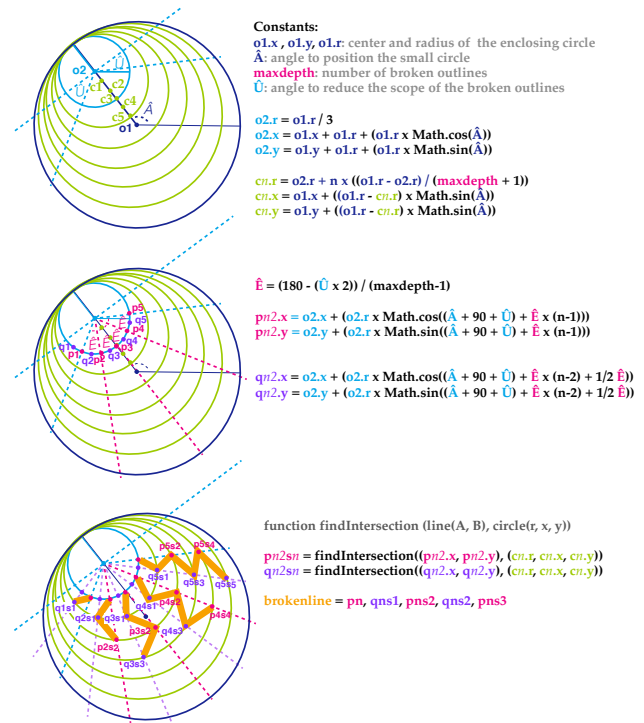 Constants:
o1.x , o1.y, o1.r: center and radius of the enclosing circle
Â: angle to position the small circle
maxdepth: number of broken outlines
Û: angle to reduce the scope of the broken outlines
o2.r = o1.r / 3
o2.x = o1.x + o1.r + (o1.r x Math.cos(Â))
o2.y = o1.y + o1.r + (o1.r x Math.sin(Â))
cn.r = o2.r + n x ((o1.r - o2.r) / (maxdepth + 1))
cn.x = o1.x + ((o1.r - cn.r) x Math.sin(Â))
cn.y = o1.y + ((o1.r - cn.r) x Math.sin(Â))
o2
Û
Û
c1
c2
c3
c4
c5
Â
o1
Ê = (180 - (Û x 2)) / (maxdepth-1)
pn2.x = o2.x + (o2.r x Math.cos((Â + 90 + Û) + Ê x (n-1)))
pn2.y = o2.y + (o2.r x Math.sin((Â + 90 + Û) + Ê x (n-1)))
qn2.x = o2.x + (o2.r x Math.cos((Â + 90 + Û) + Ê x (n-2) + 1/2 Ê))
qn2.y = o2.y + (o2.r x Math.sin((Â + 90 + Û) + Ê x (n-2) + 1/2 Ê))
p5
q5
p4
q4
p3
q3
q1
p1
q2
p2
Ê
Ê
Ê
Ê
function findIntersection (line(A, B), circle(r, x, y))
pn2sn = findIntersection((pn2.x, pn2.y), (cn.r, cn.x, cn.y))
qn2sn = findIntersection((qn2.x, qn2.y), (cn.r, cn.x, cn.y))
brokenline = pn, qns1, pns2, qns2, pns3
p5s2
p5s4
q5s1
q5s3
q5s5
q1s1
q4s1
p4s2
p4s4
q2s1
q3s1
p3s2
q4s3
p2s2
q3s3